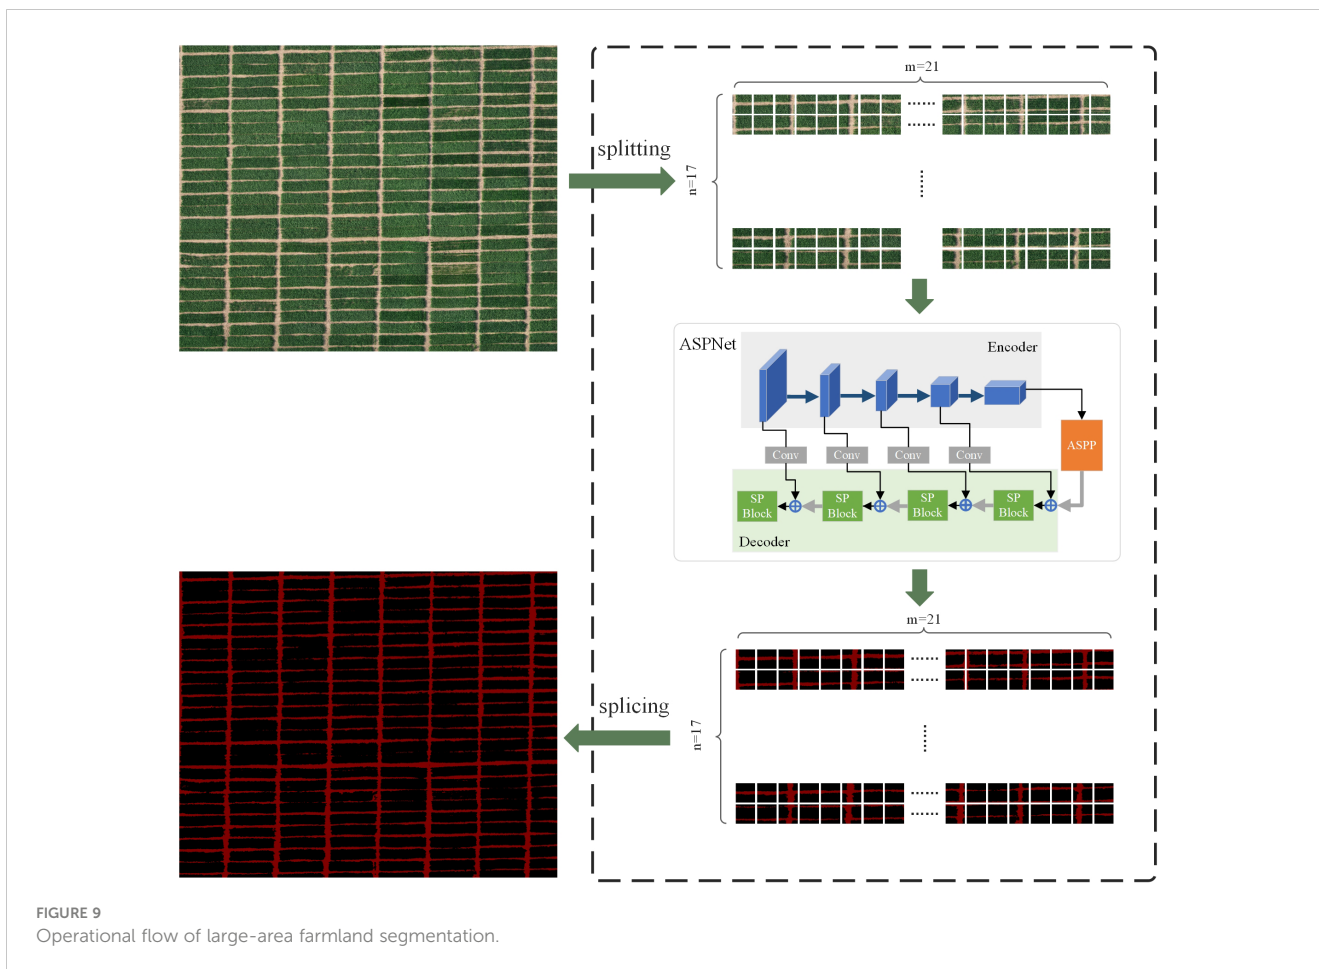 m=21
splitting
n=17
ASPNet
Encoder
ASPP
Conv
Conv
Conv
Conv
SP
Block
SP
Block
SP
Block
SP
Block
Decoder
m=21
splicing
n=17
FIGURE 9
Operational flow of large-area farmland segmentation.